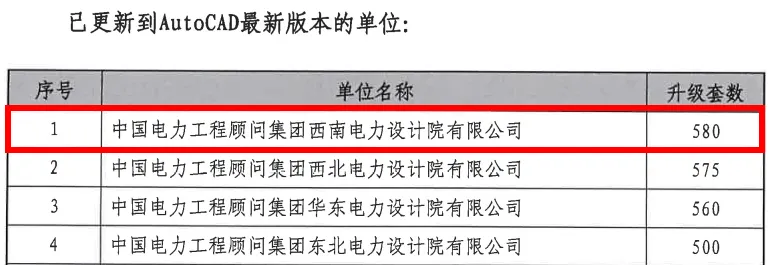 已更新到AutoCAD最新版本的单位：
序号 单位名称 升级套数
1 中国电力工程顾问集团西南电力设计院有限公司 580
2 中国电力工程顾问集团西北电力设计院有限公司 575
3 中国电力工程顾问集团华东电力设计院有限公司 560
4 中国电力工程顾问集团东北电力设计院有限公司 500